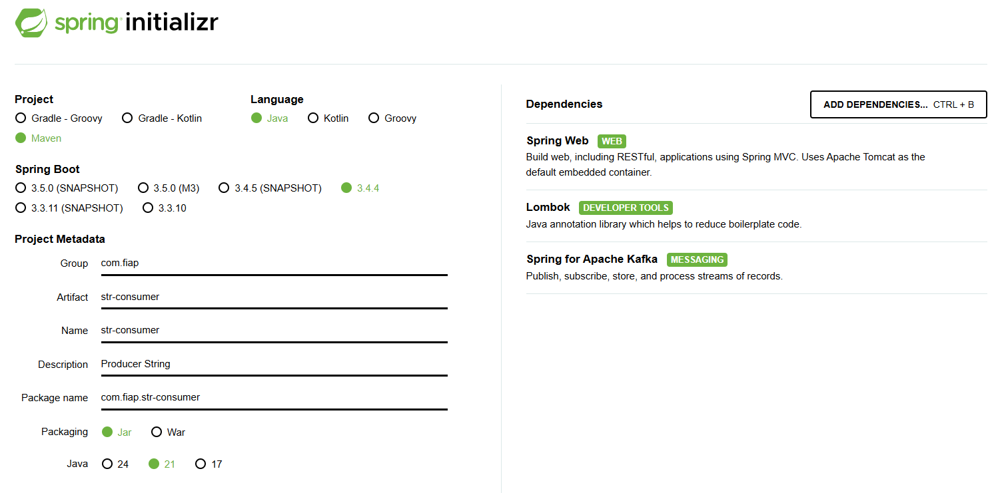 spring initializr
Project
Gradle - Groovy Gradle - Kotlin
Maven
Language
Java Kotlin Groovy
Spring Boot
3.5.0 (SNAPSHOT) 3.5.0 (M3) 3.4.5 (SNAPSHOT) 3.4.4
3.3.11 (SNAPSHOT) 3.3.10
Project Metadata
Group com.fiap
Artifact str-consumer
Name str-consumer
Description Producer String
Package name com.fiap.str-consumer
Packaging Jar War
Java 24 21 17
Dependencies
ADD DEPENDENCIES... CTRL + B
Spring Web WEB
Build web, including RESTful, applications using Spring MVC. Uses Apache Tomcat as the
default embedded container.
Lombok DEVELOPER TOOLS
Java annotation library which helps to reduce boilerplate code.
Spring for Apache Kafka MESSAGING
Publish, subscribe, store, and process streams of records.